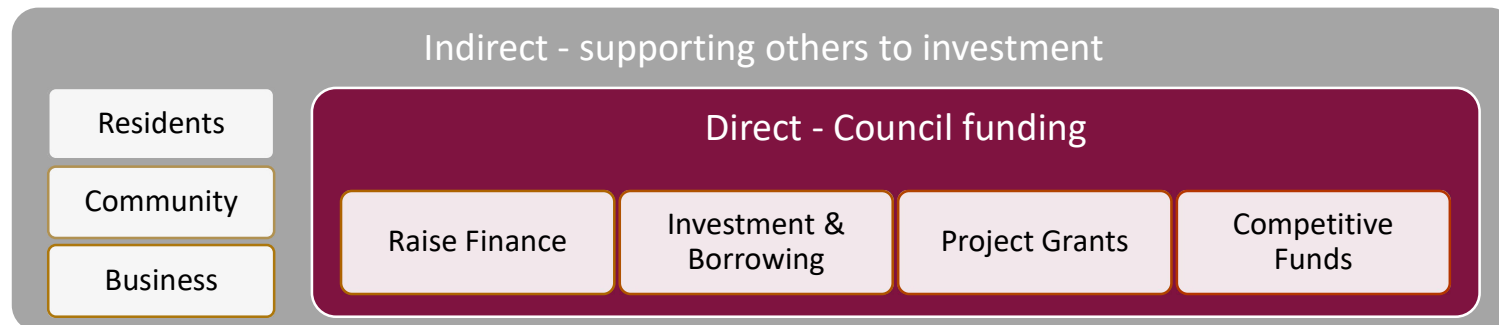 Indirect - supporting others to investment
Residents
Community
Business
Direct - Council funding
Raise Finance
Investment &
Borrowing
Project Grants
Competitive
Funds